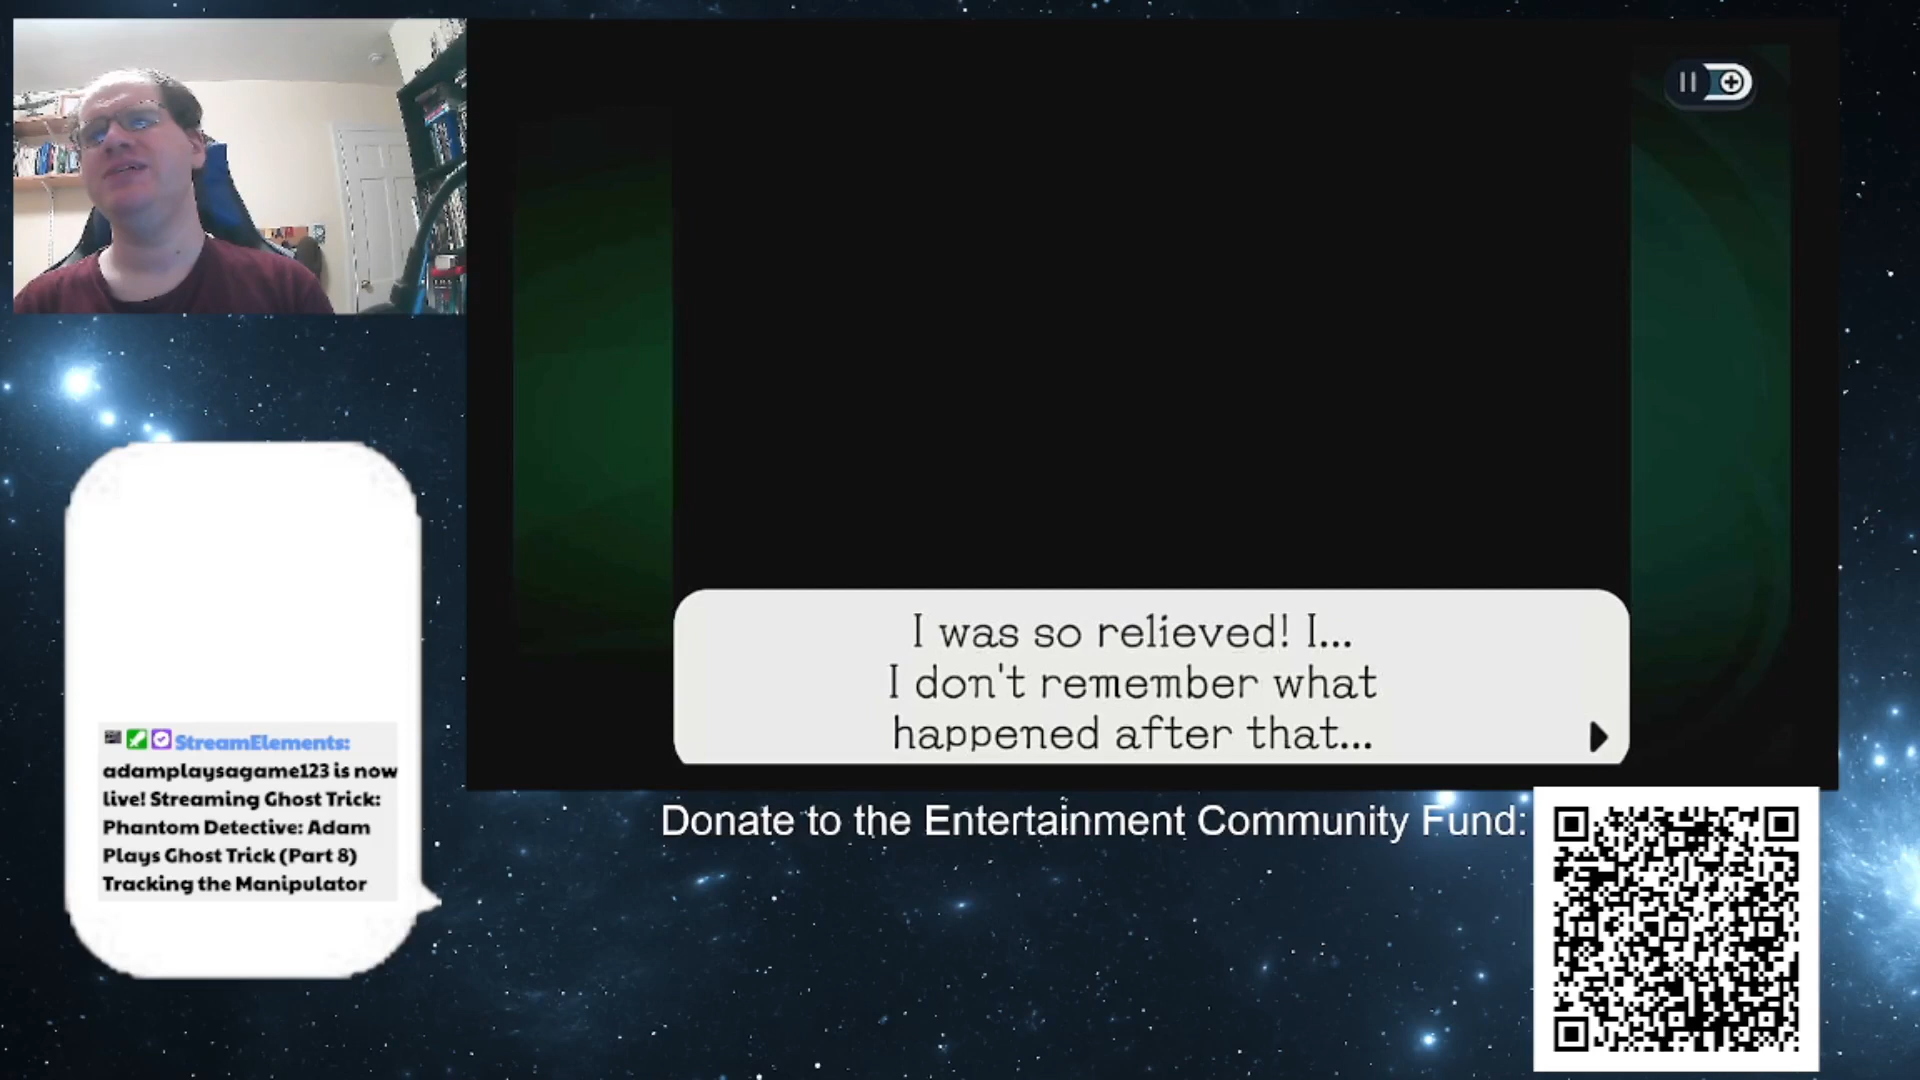 I was so relieved! I...
I don't remember what
happened after that...
StreamElements:
adamplaysagame123 is now
live! Streaming Ghost Trick:
Phantom Detective: Adam
Plays Ghost Trick (Part 8)
Tracking the Manipulator
Donate to the Entertainment Community Fund: